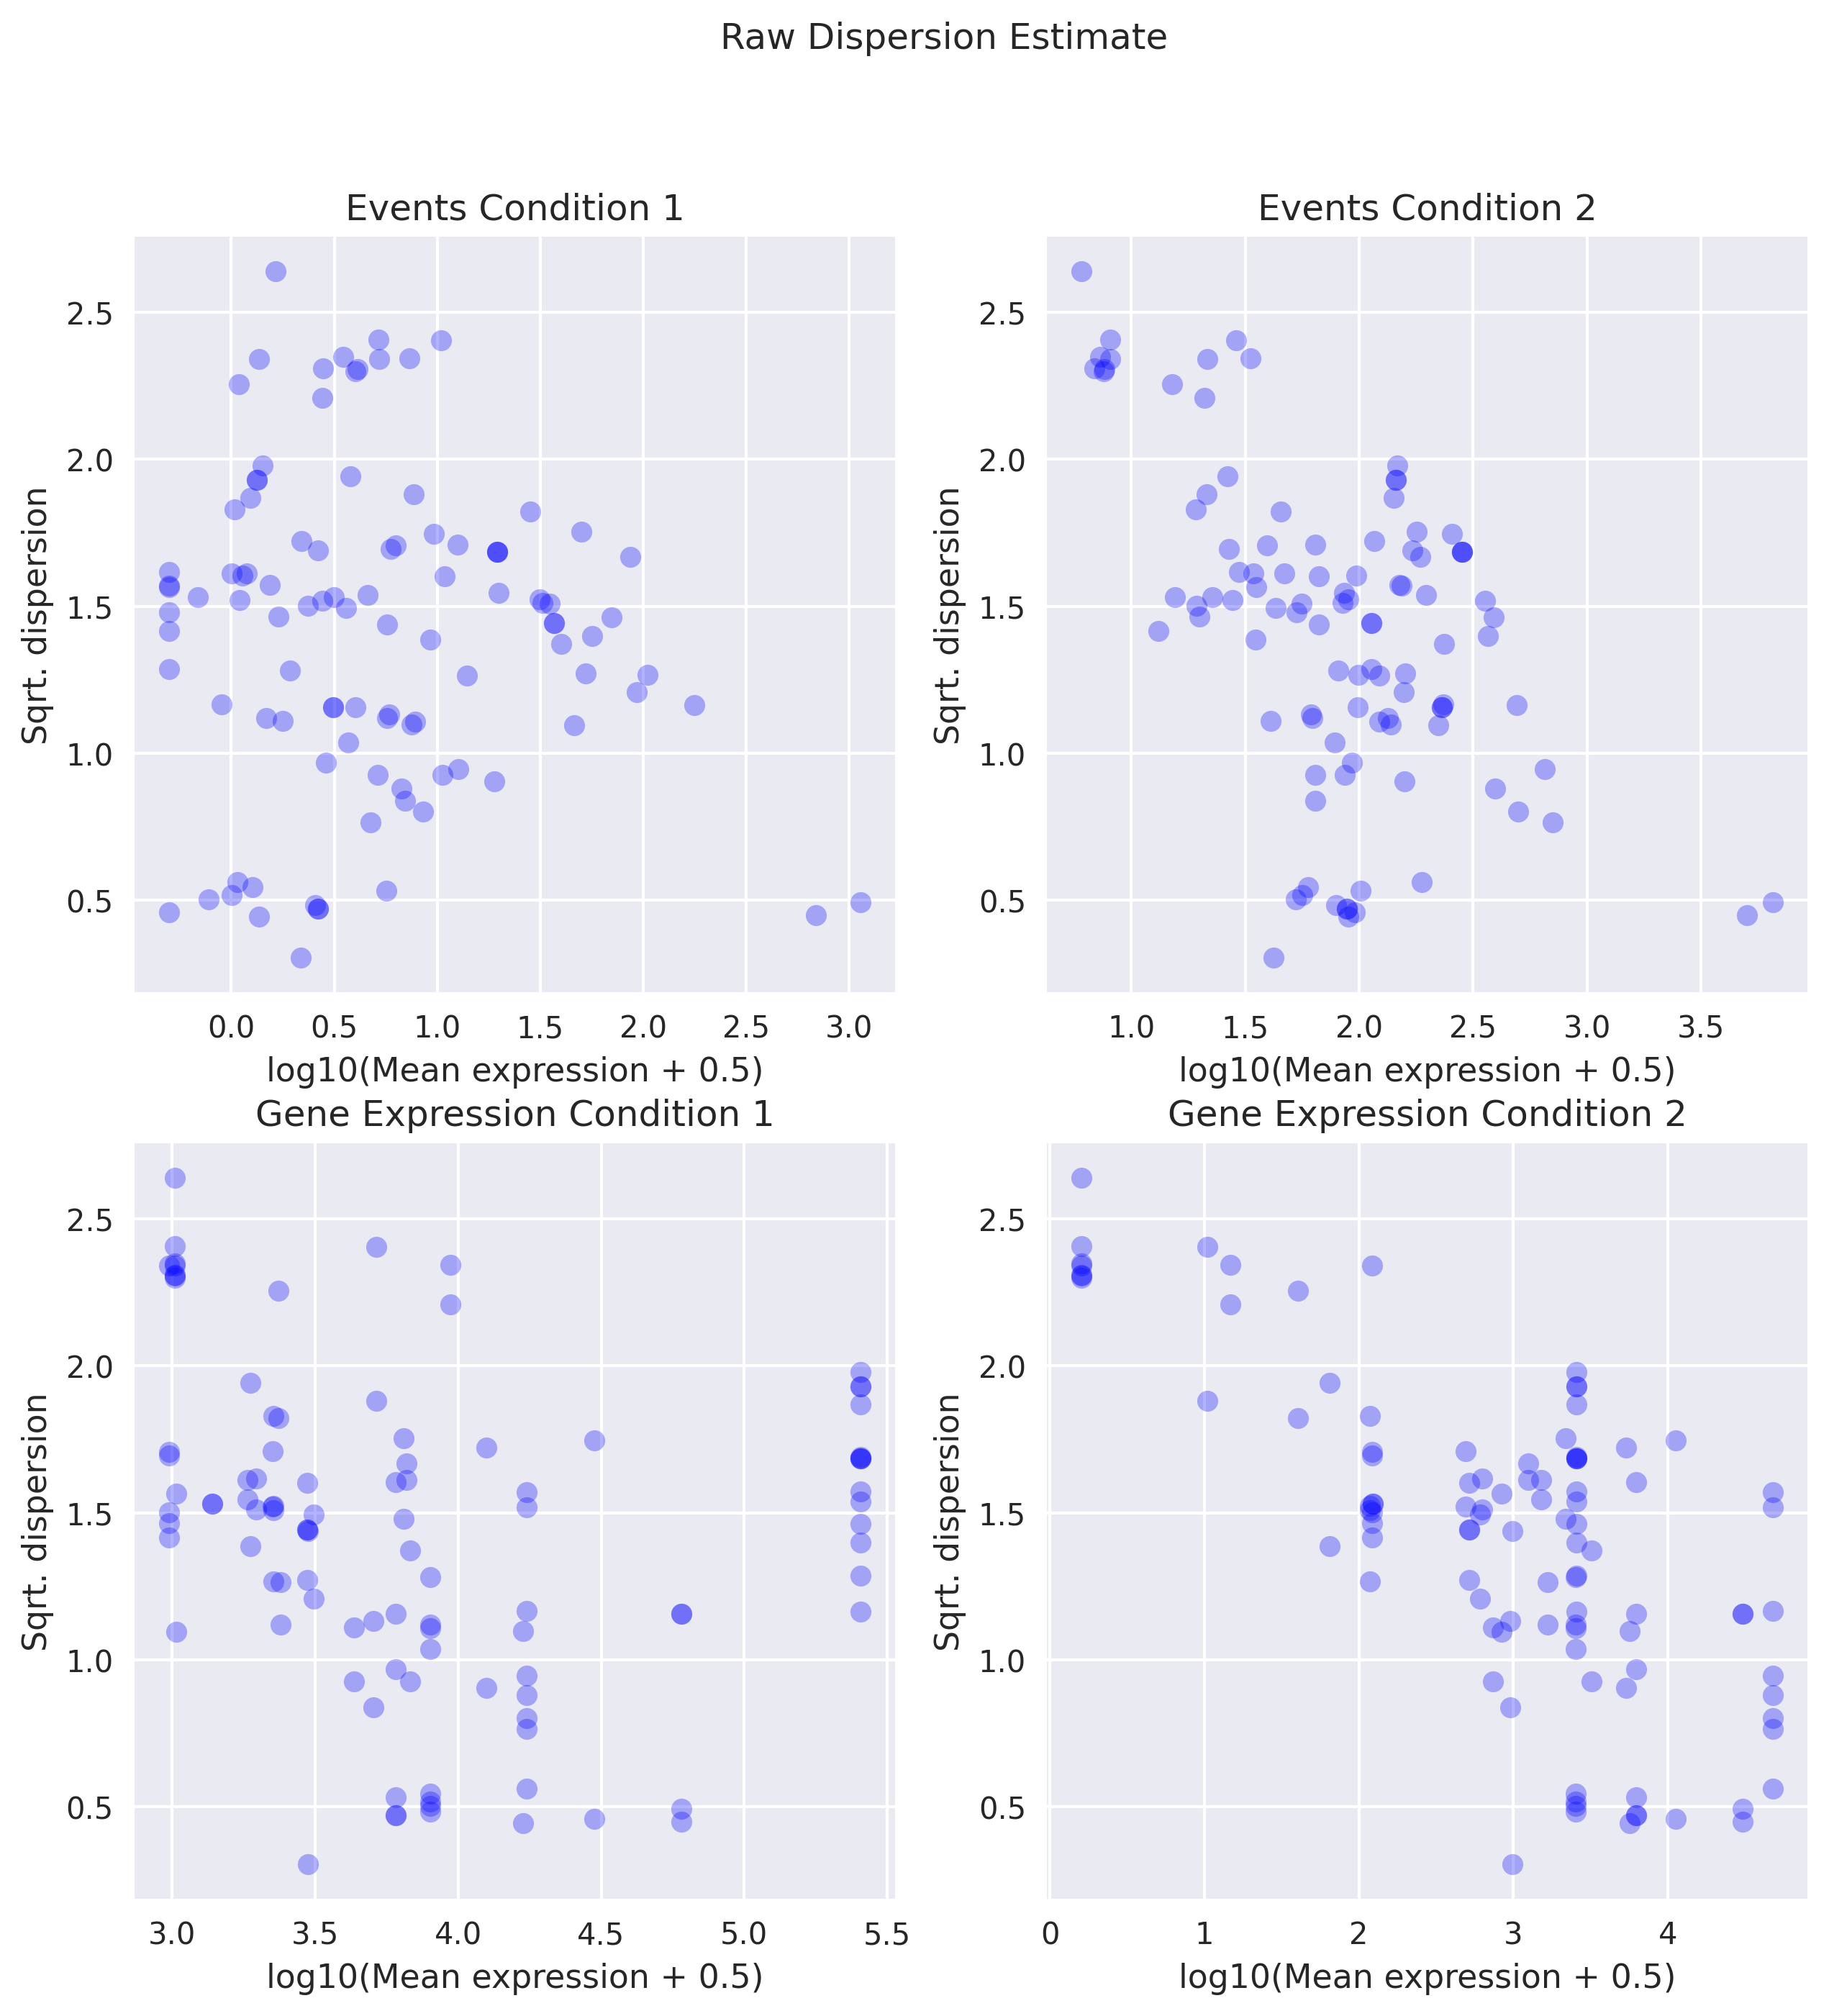 Raw Dispersion Estimate
Events Condition 1
Sqrt. dispersion
2.5
2.0
1.5
1.0
0.5
0.0 0.5 1.0 1.5 2.0 2.5 3.0
log10(Mean expression + 0.5)
Events Condition 2
Sqrt. dispersion
2.5
2.0
1.5
1.0
0.5
1.0 1.5 2.0 2.5 3.0 3.5
log10(Mean expression + 0.5)
Gene Expression Condition 1
Sqrt. dispersion
2.5
2.0
1.5
1.0
0.5
3.0 3.5 4.0 4.5 5.0 5.5
log10(Mean expression + 0.5)
Gene Expression Condition 2
Sqrt. dispersion
2.5
2.0
1.5
1.0
0.5
0 1 2 3 4
log10(Mean expression + 0.5)